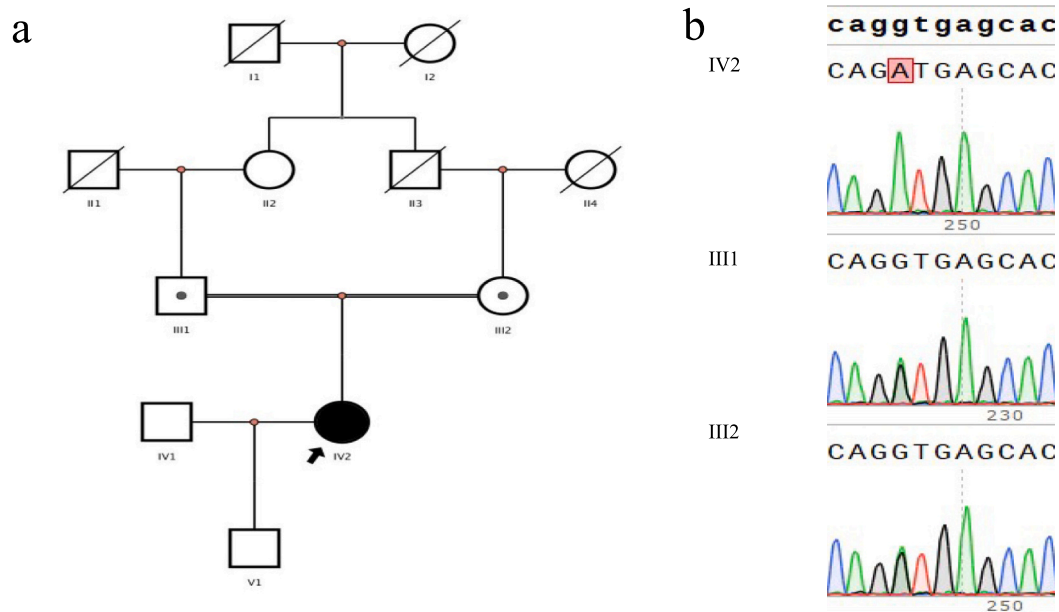 a
I1
I2
II1
II2
II3
II4
III1
III2
IV1
IV2
V1
b
caggtgagcac
IV2
CAGATGAGCAC
250
III1
CAGGTGAGCAC
230
III2
CAGGTGAGCAC
250